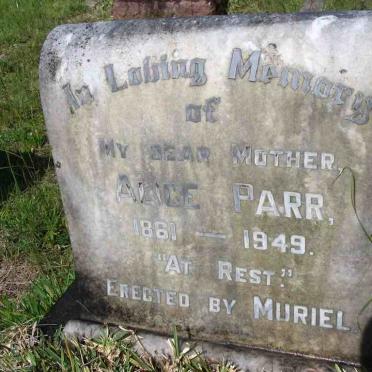 In Loving Memory
of
MY DEAR MOTHER,
ALICE PARR,
1861 — 1949.
"AT REST."
ERECTED BY MURIEL